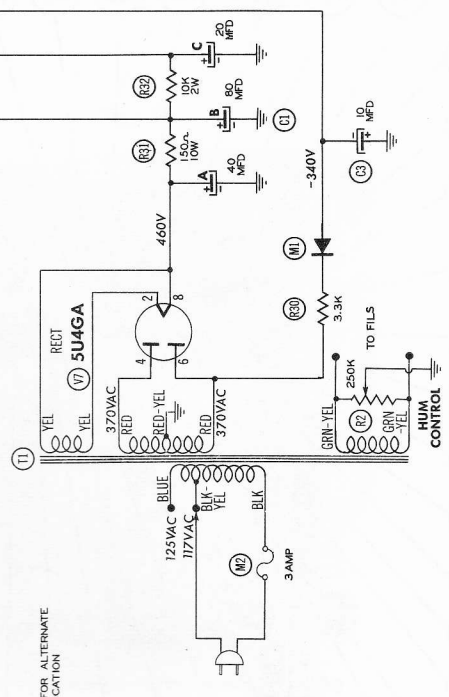 20
MFD
C
R32
10K
2W
80
MFD
B
C1
R31
150Ω
10W
A
40
MFD
460V
-340V
10
MFD
C3
M1
R30
3.3K
RECT
5U4GA
V7
2
8
4
6
YEL
YEL
370VAC
RED
RED-YEL
RED
370VAC
T1
TO FILS
250K
R2
GRN-YEL
GRN
-YEL
HUM
CONTROL
BLUE
125VAC
117VAC
BLK-
YEL
BLK
M2
3 AMP
FOR ALTERNATE
CATION